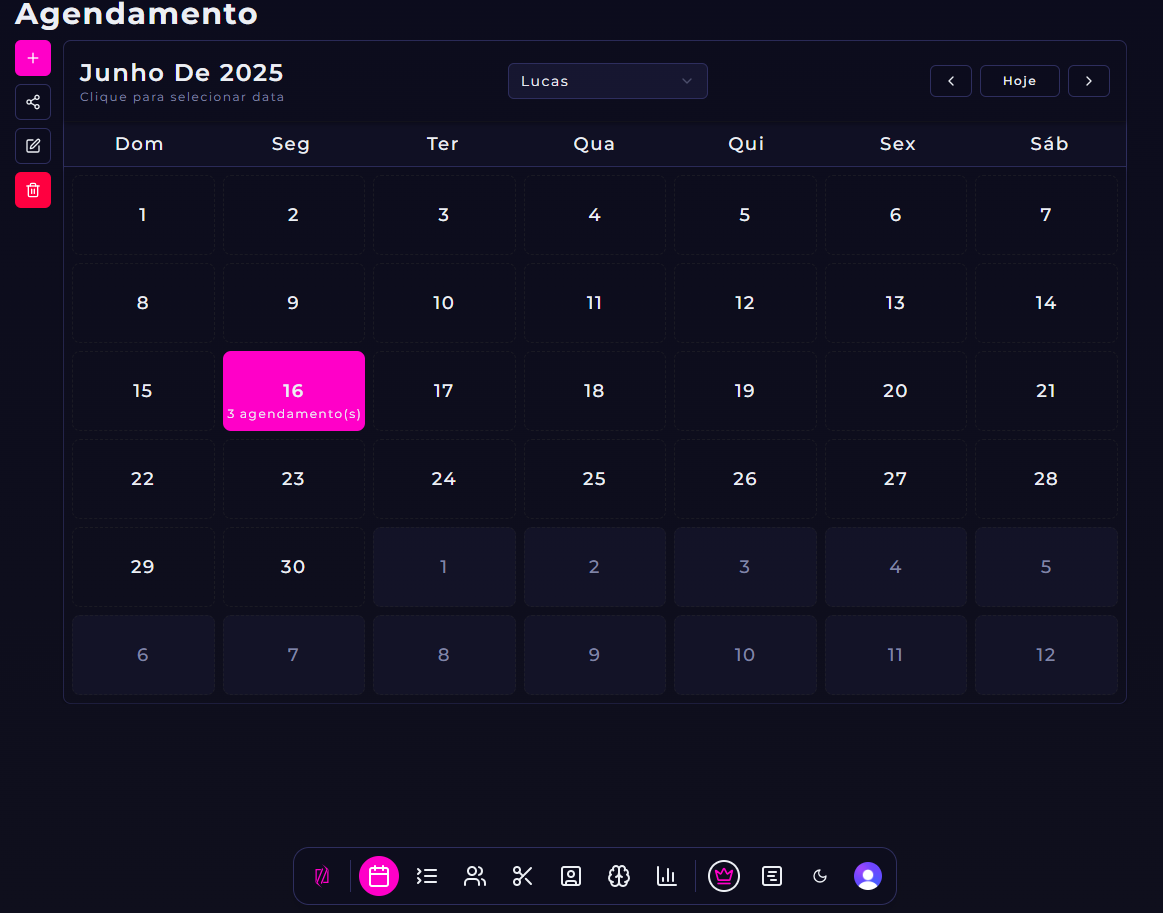 Agendamento
Junho De 2025
Clique para selecionar data
Lucas
Hoje
Dom Seg Ter Qua Qui Sex Sáb
1 2 3 4 5 6 7
8 9 10 11 12 13 14
15 16 17 18 19 20 21
3 agendamento(s)
22 23 24 25 26 27 28
29 30 1 2 3 4 5
6 7 8 9 10 11 12